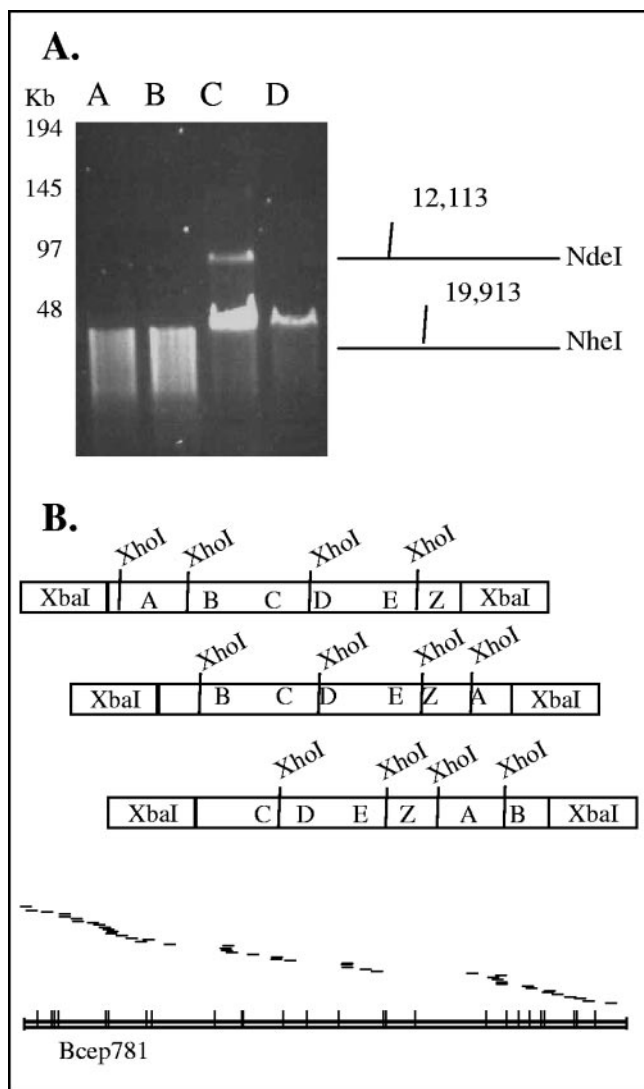 A.
Kb A B C D
194
145
97
48
12,113
NdeI
19,913
NheI
B.
XhoI XhoI XhoI XhoI
XbaI A B C D E Z XbaI
XhoI XhoI XhoI XhoI
XbaI B C D E Z A XbaI
XhoI XhoI XhoI XhoI
XbaI C D E Z A B XbaI
Bcep781